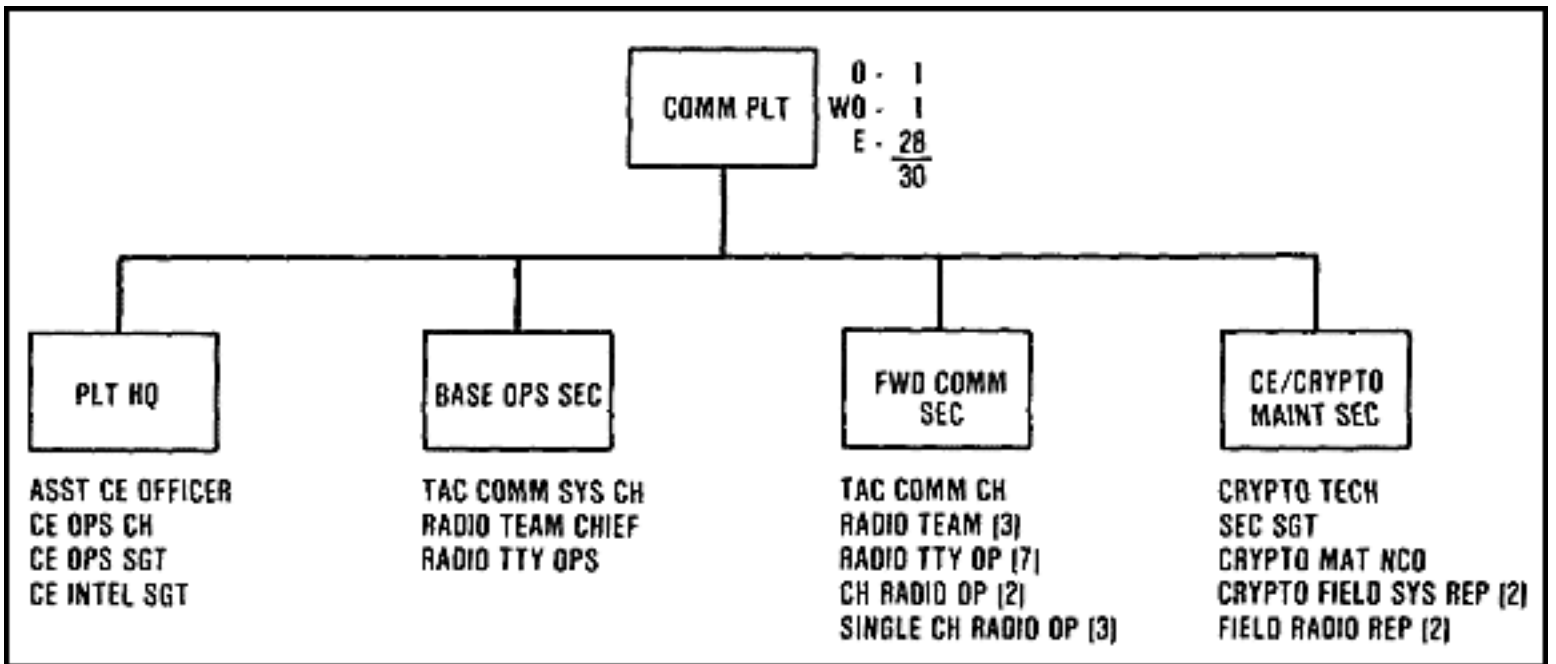 COMM PLT
O - 1
WO - 1
E - 28
30
PLT HQ
ASST CE OFFICER
CE OPS CH
CE OPS SGT
CE INTEL SGT
BASE OPS SEC
TAC COMM SYS CH
RADIO TEAM CHIEF
RADIO TTY OPS
FWD COMM
SEC
TAC COMM CH
RADIO TEAM (3)
RADIO TTY OP (7)
CH RADIO OP (2)
SINGLE CH RADIO OP (3)
CE/CRYPTO
MAINT SEC
CRYPTO TECH
SEC SGT
CRYPTO MAT NCO
CRYPTO FIELD SYS REP (2)
FIELD RADIO REP (2)